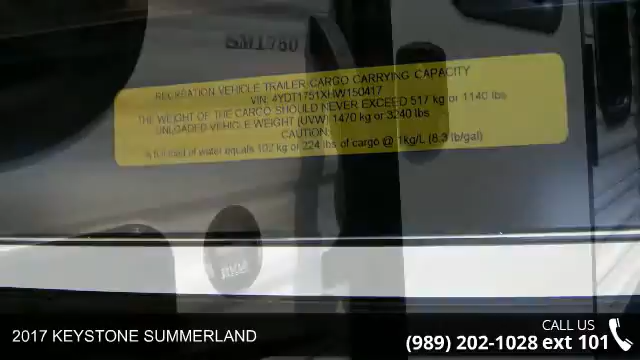 SM1780
RECREATION VEHICLE TRAILER CARGO CARRYING CAPACITY
VIN: 4YDT1751XHW150417
THE WEIGHT OF THE CARGO SHOULD NEVER EXCEED 517 kg or 1140 lbs
UNLOADED VEHICLE WEIGHT (UVW) 1470 kg or 3240 lbs
CAUTION:
A full load of water equals 102 kg or 224 lbs of cargo @ 1kg/L (8.3 lb/gal)
2017 KEYSTONE SUMMERLAND
CALL US
(989) 202-1028 ext 101